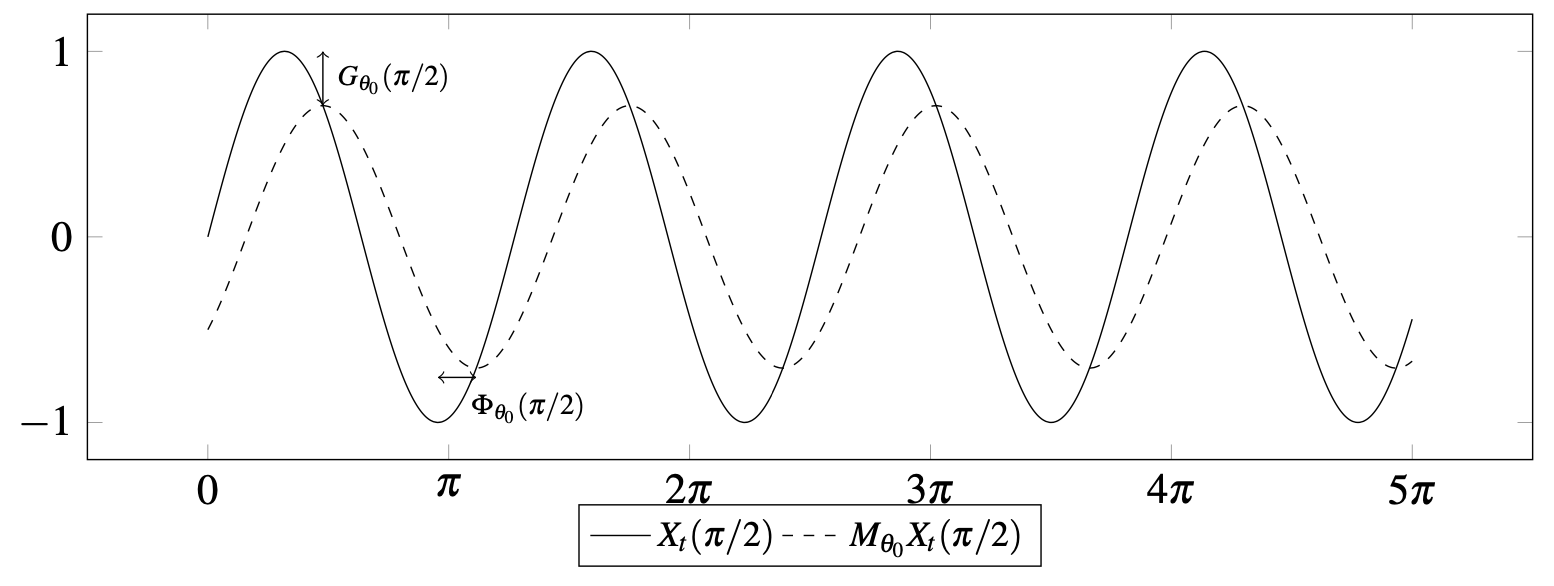 1
G_{θ_0}(π/2)
0
Φ_{θ_0}(π/2)
−1
0 π 2π 3π 4π 5π
X_t(π/2) M_{θ_0}X_t(π/2)